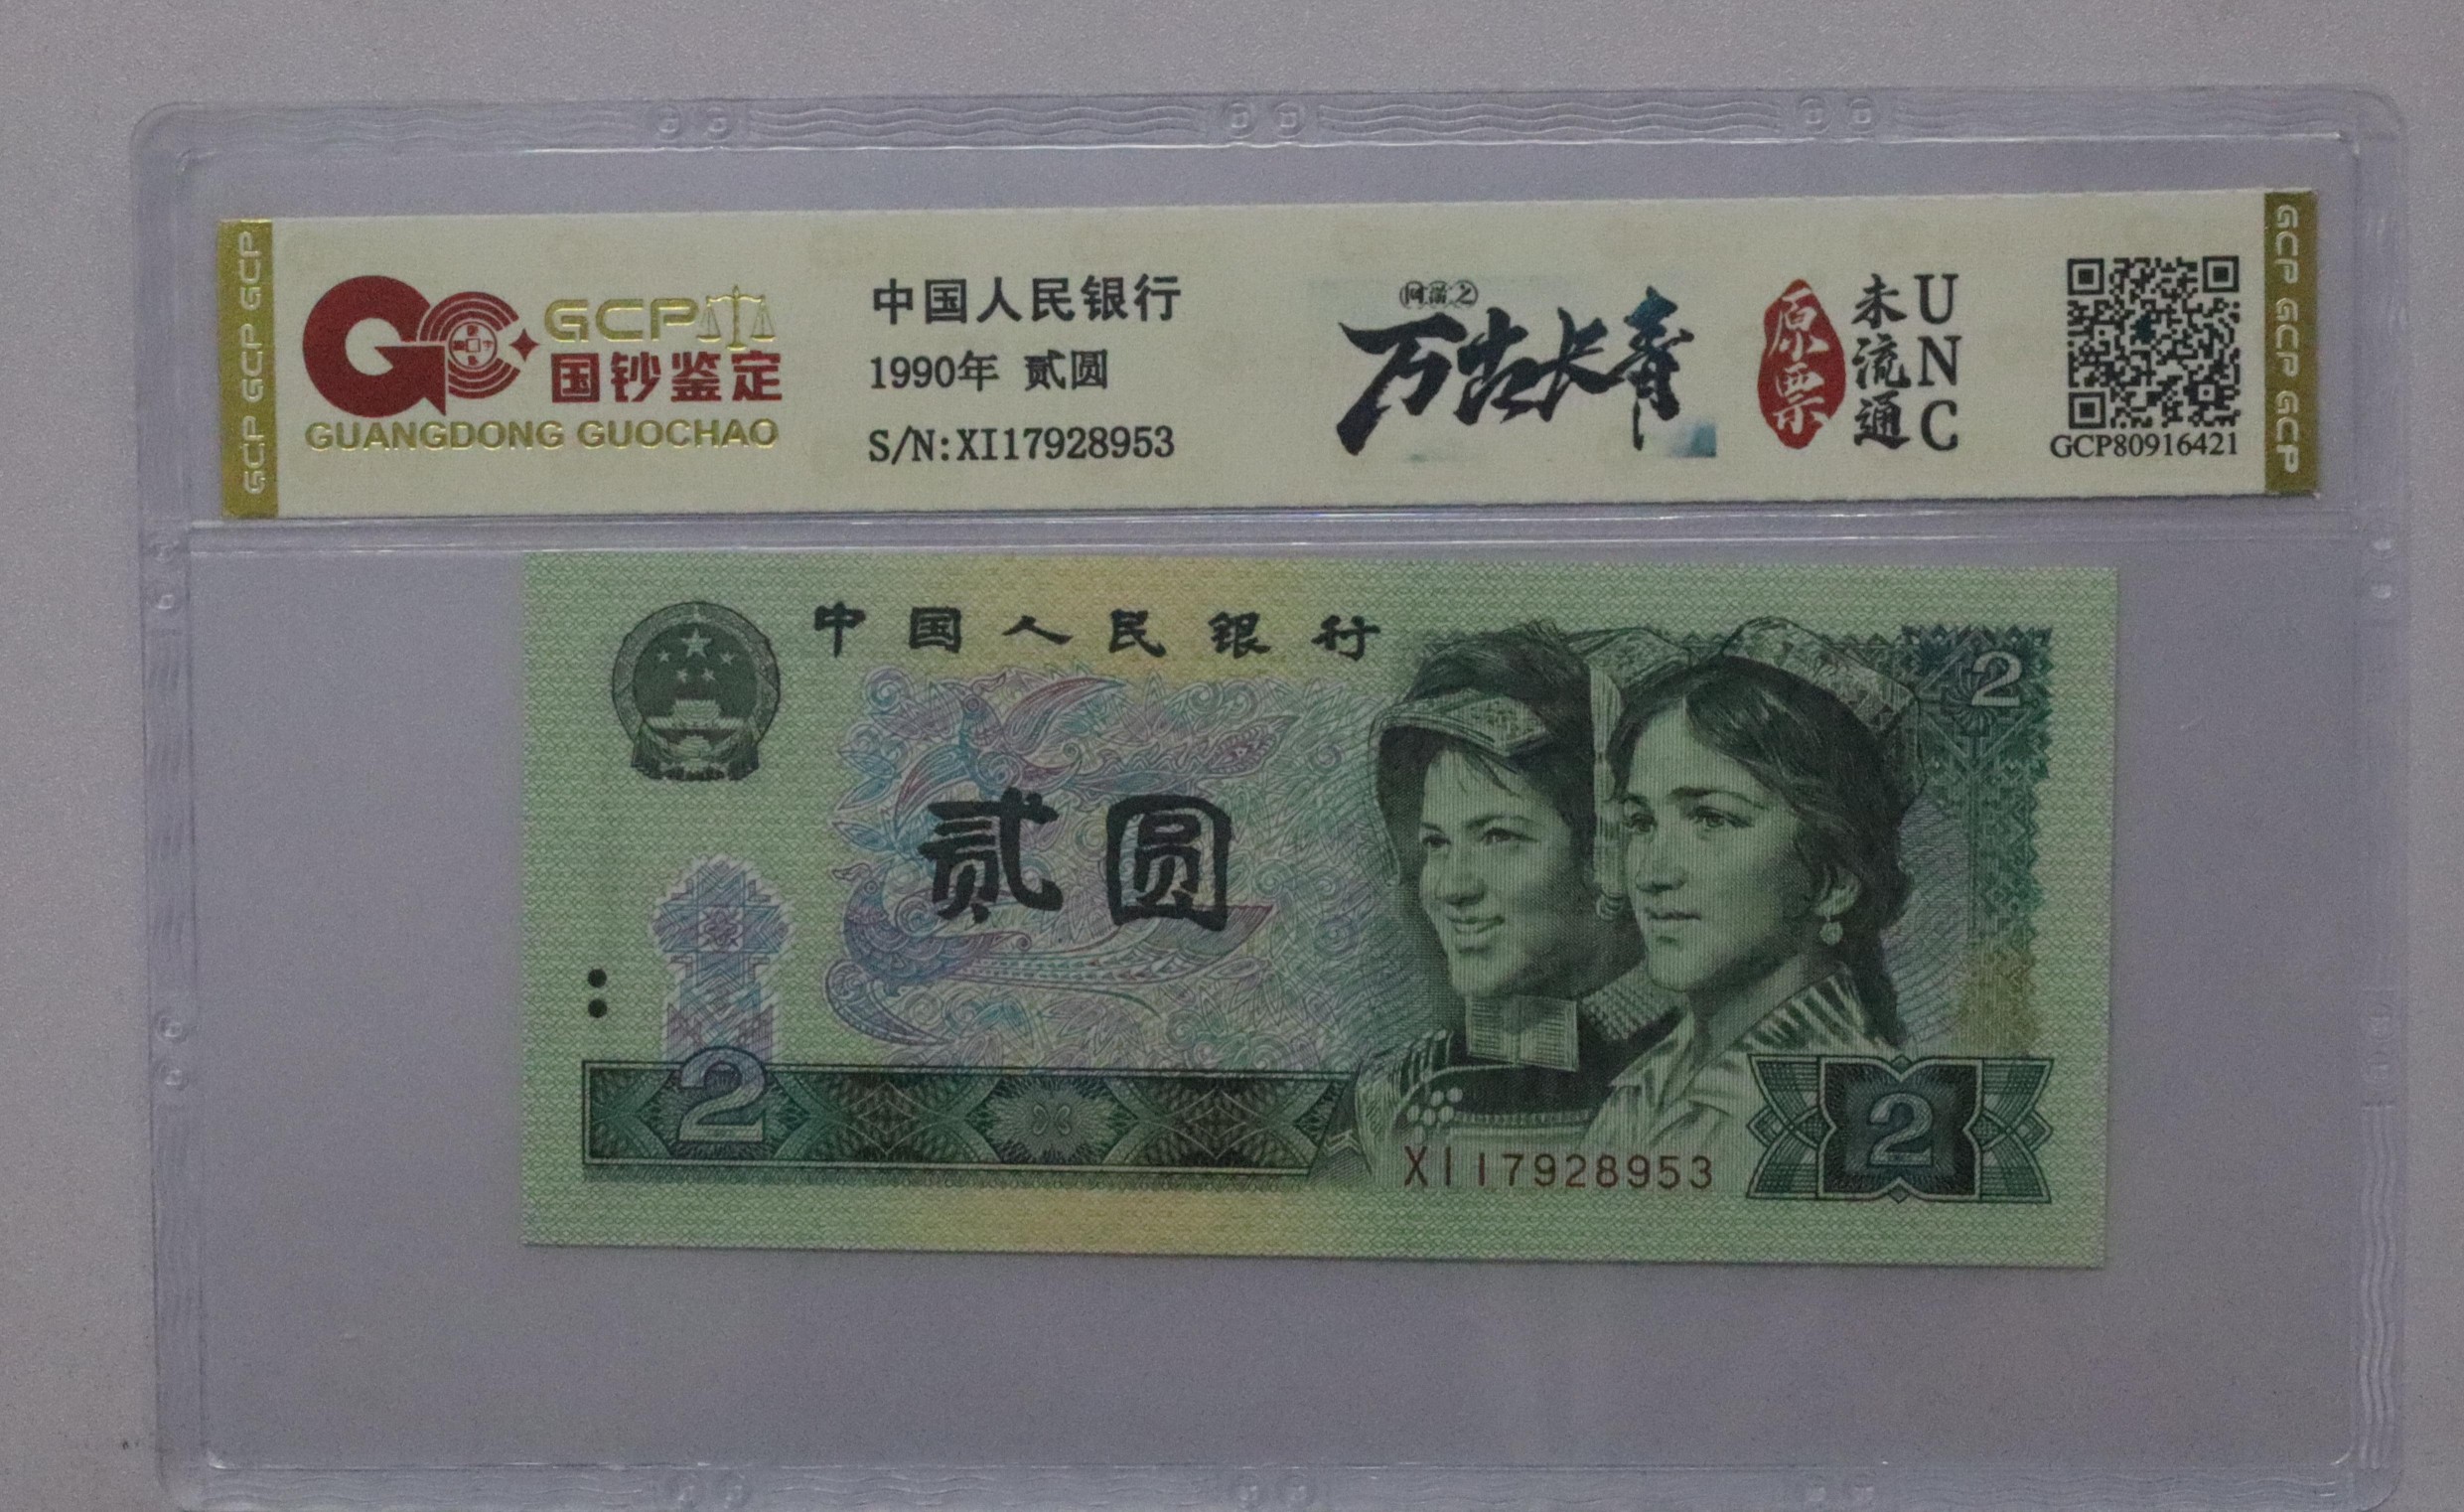 GCP GCP GCP
GCP
国钞鉴定
GUANGDONG GUOCHAO
中国人民银行
1990年 贰圆
S/N:XI17928953
万古长青
原票
未流通
UNC
GCP80916421
GCP GCP GCP
中国人民银行
2
贰圆
2
XI17928953
2